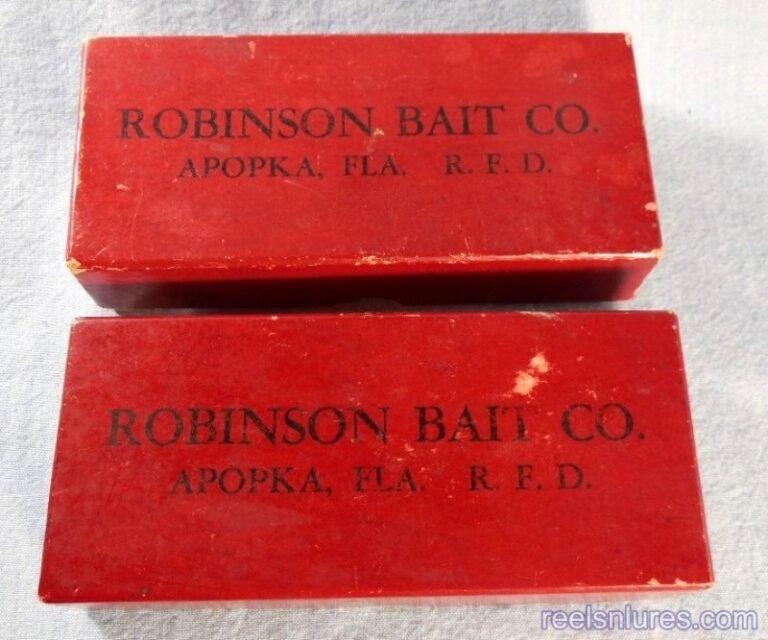 ROBINSON BAIT CO.
APOPKA, FLA. R. F. D.
ROBINSON BAIT CO.
APOPKA, FLA. R. F. D.
reelsnlures.com